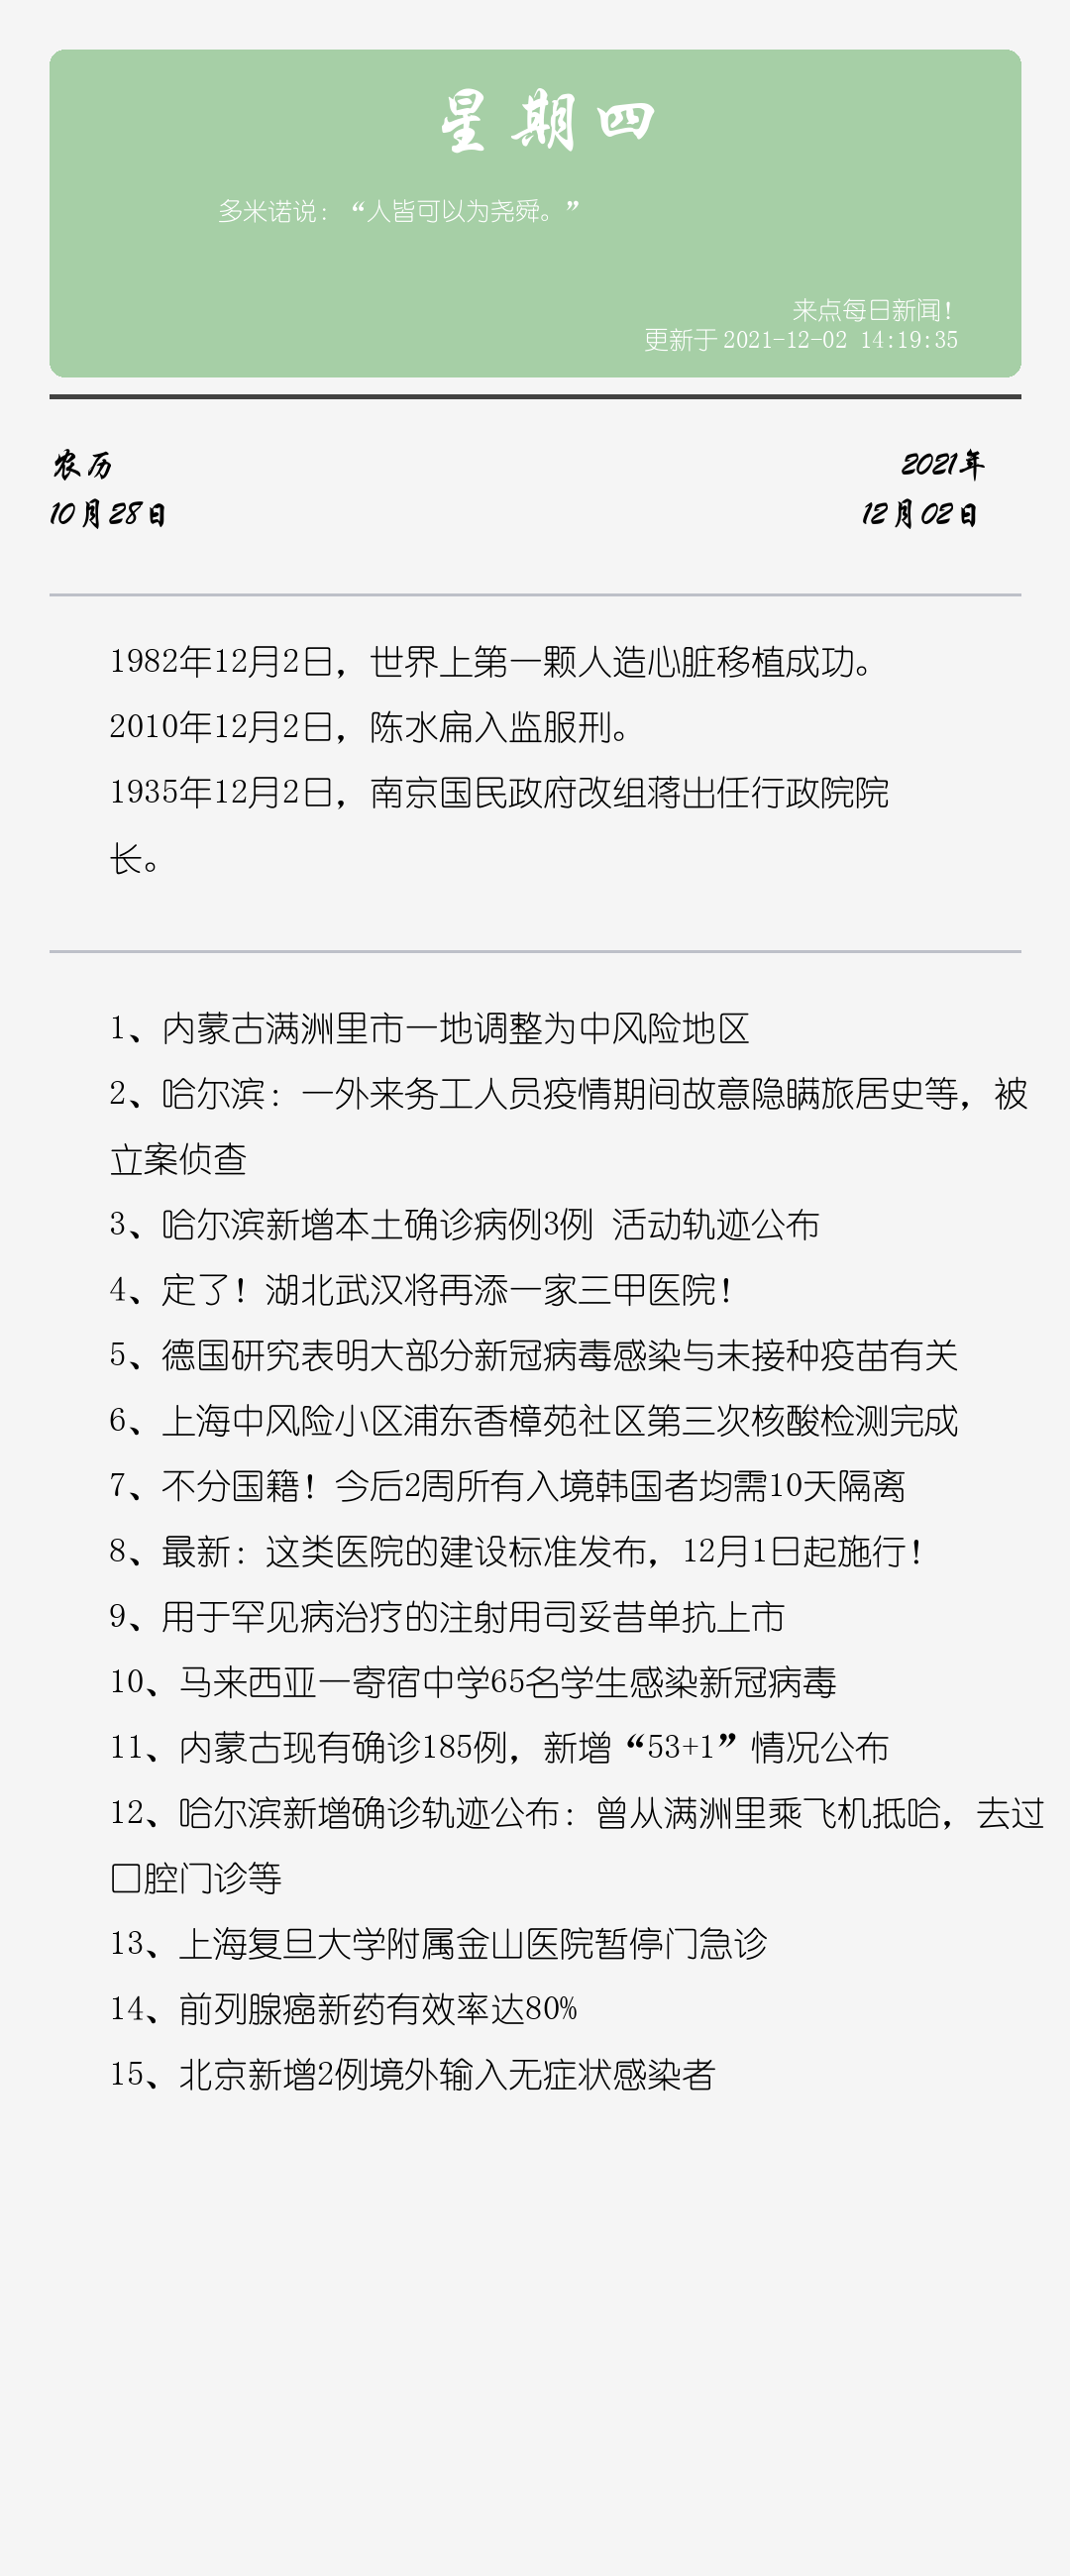 星期四
多米诺说：“人皆可以为尧舜。”
来点每日新闻！
更新于2021-12-02 14:19:35
农历
2021年
10月28日
12月02日
1982年12月2日，世界上第一颗人造心脏移植成功。
2010年12月2日，陈水扁入监服刑。
1935年12月2日，南京国民政府改组蒋出任行政院院
长。
1、内蒙古满洲里市一地调整为中风险地区
2、哈尔滨：一外来务工人员疫情期间故意隐瞒旅居史等，被
立案侦查
3、哈尔滨新增本土确诊病例3例 活动轨迹公布
4、定了！湖北武汉将再添一家三甲医院！
5、德国研究表明大部分新冠病毒感染与未接种疫苗有关
6、上海中风险小区浦东香樟苑社区第三次核酸检测完成
7、不分国籍！今后2周所有入境韩国者均需10天隔离
8、最新：这类医院的建设标准发布，12月1日起施行！
9、用于罕见病治疗的注射用司妥昔单抗上市
10、马来西亚一寄宿中学65名学生感染新冠病毒
11、内蒙古现有确诊185例，新增“53+1”情况公布
12、哈尔滨新增确诊轨迹公布：曾从满洲里乘飞机抵哈，去过
口腔门诊等
13、上海复旦大学附属金山医院暂停门急诊
14、前列腺癌新药有效率达80%
15、北京新增2例境外输入无症状感染者